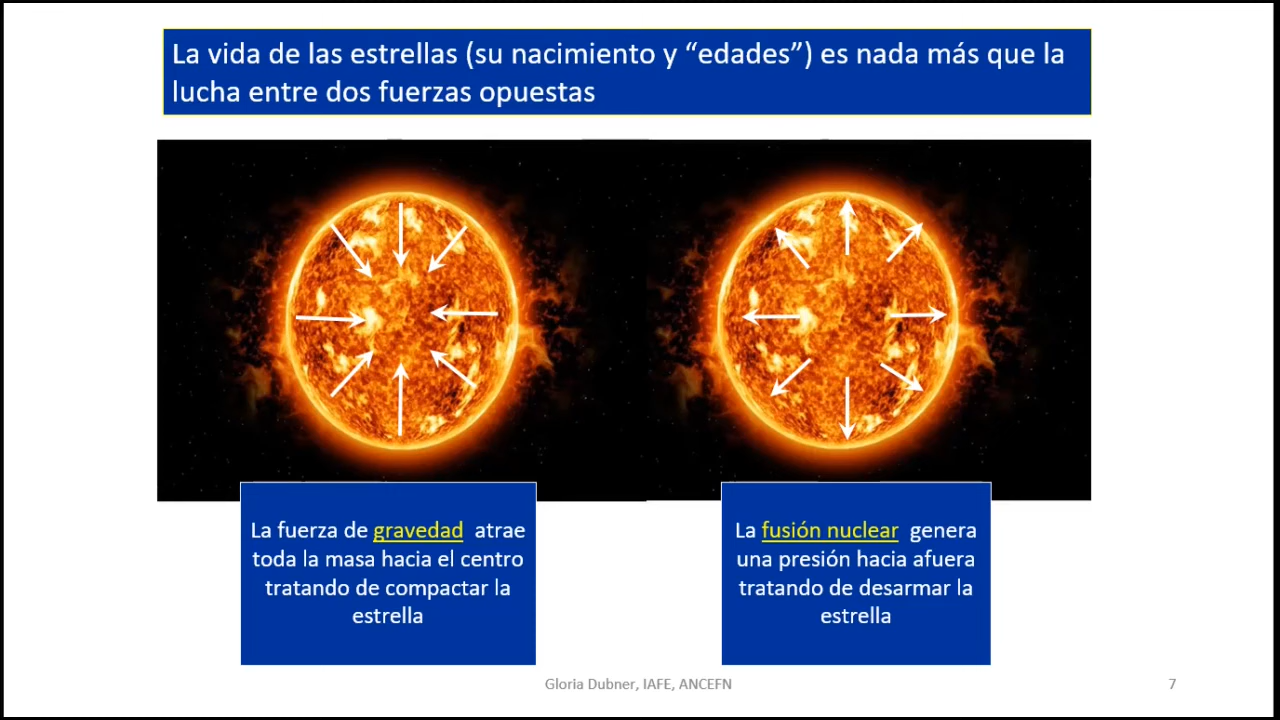 La vida de las estrellas (su nacimiento y “edades”) es nada más que la
lucha entre dos fuerzas opuestas
La fuerza de gravedad atrae
toda la masa hacia el centro
tratando de compactar la
estrella
La fusión nuclear genera
una presión hacia afuera
tratando de desarmar la
estrella
Gloria Dubner, IAFE, ANCEFN
7